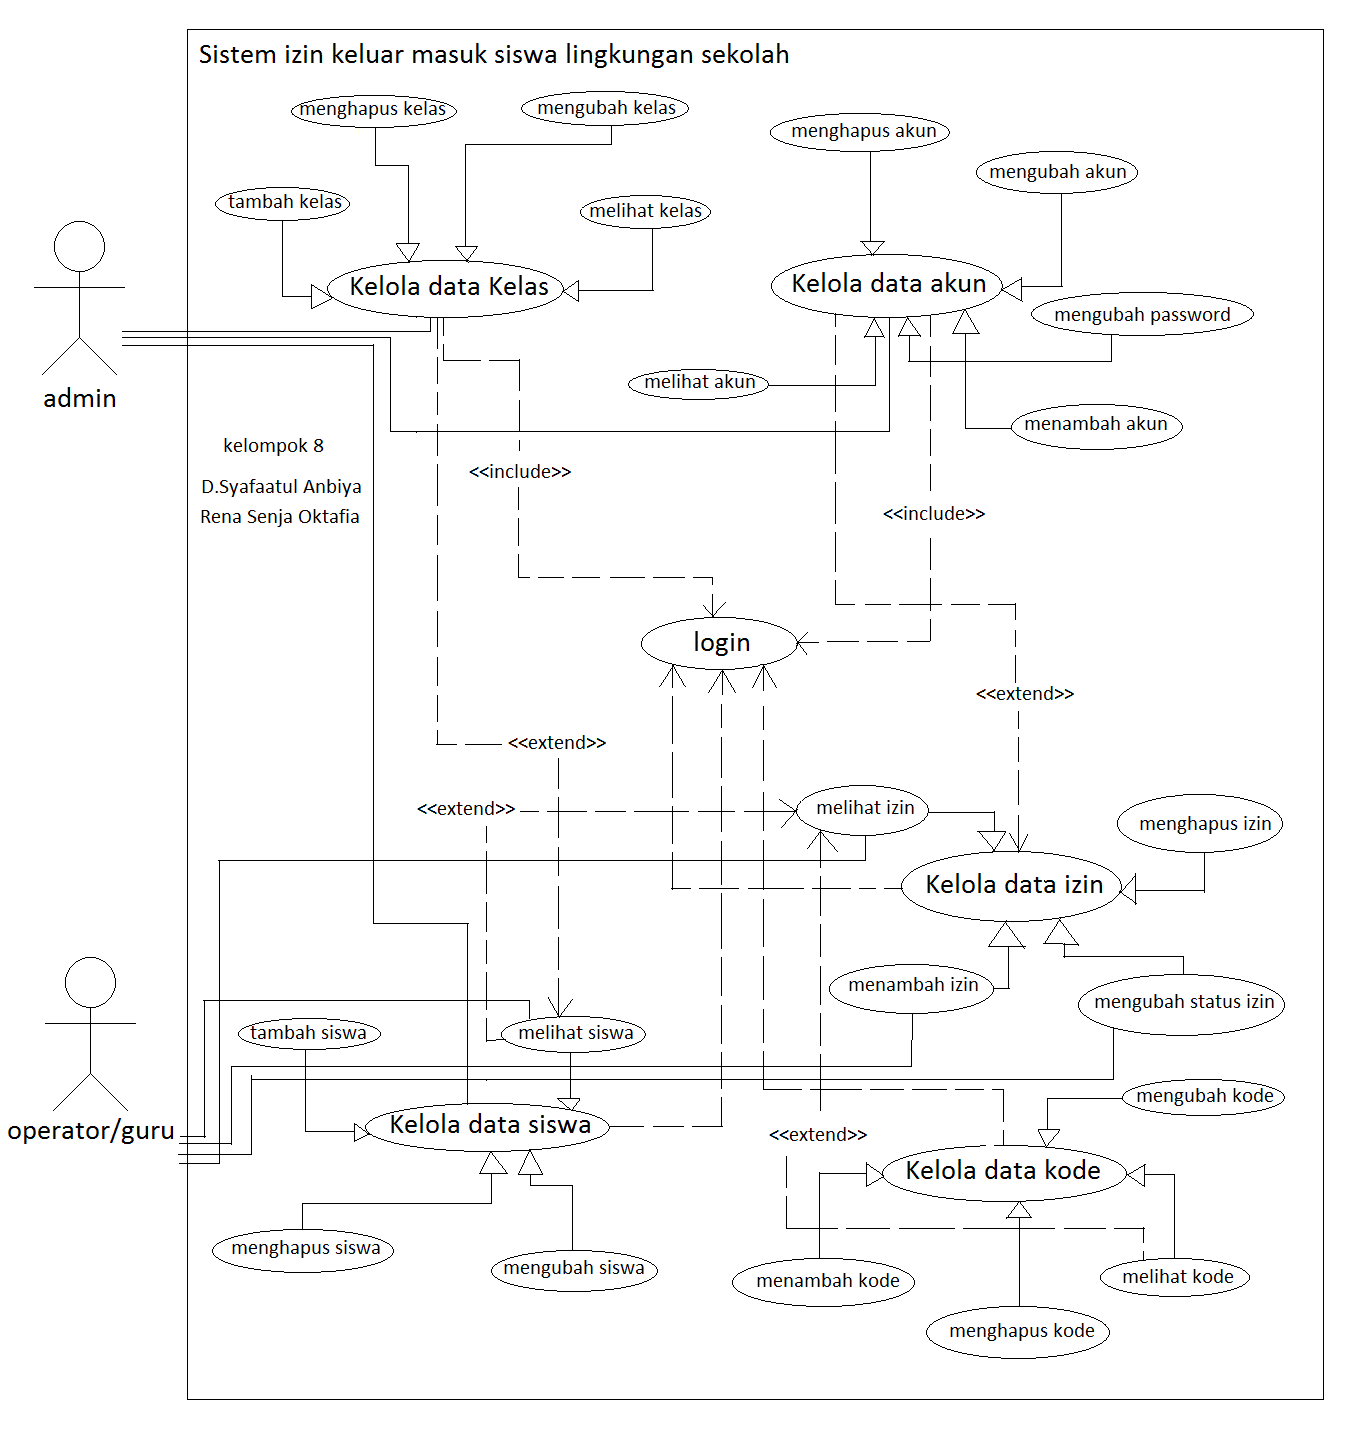 Sistem izin keluar masuk siswa lingkungan sekolah
menghapus kelas
mengubah kelas
menghapus akun
mengubah akun
tambah kelas
melihat kelas
Kelola data Kelas
Kelola data akun
mengubah password
melihat akun
admin
menambah akun
kelompok 8
<<include>>
D.Syafaatul Anbiya
Rena Senja Oktafia
<<include>>
login
<<extend>>
<<extend>>
<<extend>>
melihat izin
menghapus izin
Kelola data izin
menambah izin
mengubah status izin
tambah siswa
melihat siswa
mengubah kode
operator/guru
Kelola data siswa
<<extend>>
Kelola data kode
menghapus siswa
mengubah siswa
menambah kode
melihat kode
menghapus kode